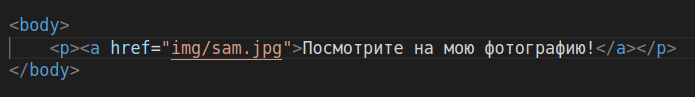 <body>
<p><a href="img/sam.jpg">Посмотрите на мою фотографию!</a></p>
</body>